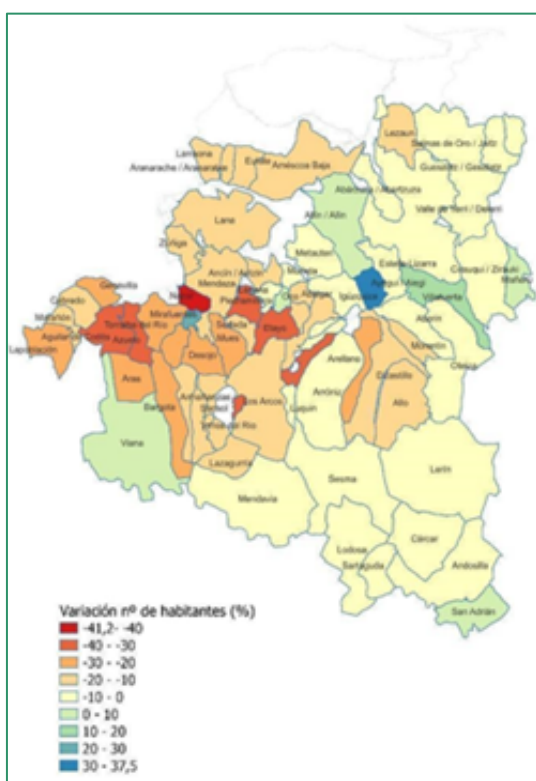 Lezaun
Salinas de Oro / Jaitz
Larraona
Eulate
Aranarache / Aranaratxe
Améscoa Baja
Guesálaz / Gesalatz
Abárzuza / Abartzuza
Valle de Yerri / Deierri
Lana
Allín / Allin
Zúñiga
Metauten
Estella-Lizarra
Ancín / Antzin
Murieta
Mendaza
Cirauqui / Zirauki
Mañeru
Genevilla
Cabredo
Nazar
Piedramillera
Oco
Abáigar
Igúzquiza
Ayegui / Aiegi
Villatuerta
Marañón
Mirafuentes
Aberin
Aguilar
Torralba del Río
Sorlada
Etayo
Mues
Morentin
Lapoblación
Azuelo
Desojo
Arellano
Oteiza
Aras
Dicastillo
Bargota
Armañanzas
Los Arcos
Arróniz
Allo
Sansol
Luquin
Torres del Río
Viana
Lazagurría
Lerín
Sesma
Mendavia
Cárcar
Lodosa
Sartaguda
Andosilla
San Adrián
Variación nº de habitantes (%)
-41,2- -40
-40 - -30
-30 - -20
-20 - -10
-10 - 0
0 - 10
10 - 20
20 - 30
30 - 37,5